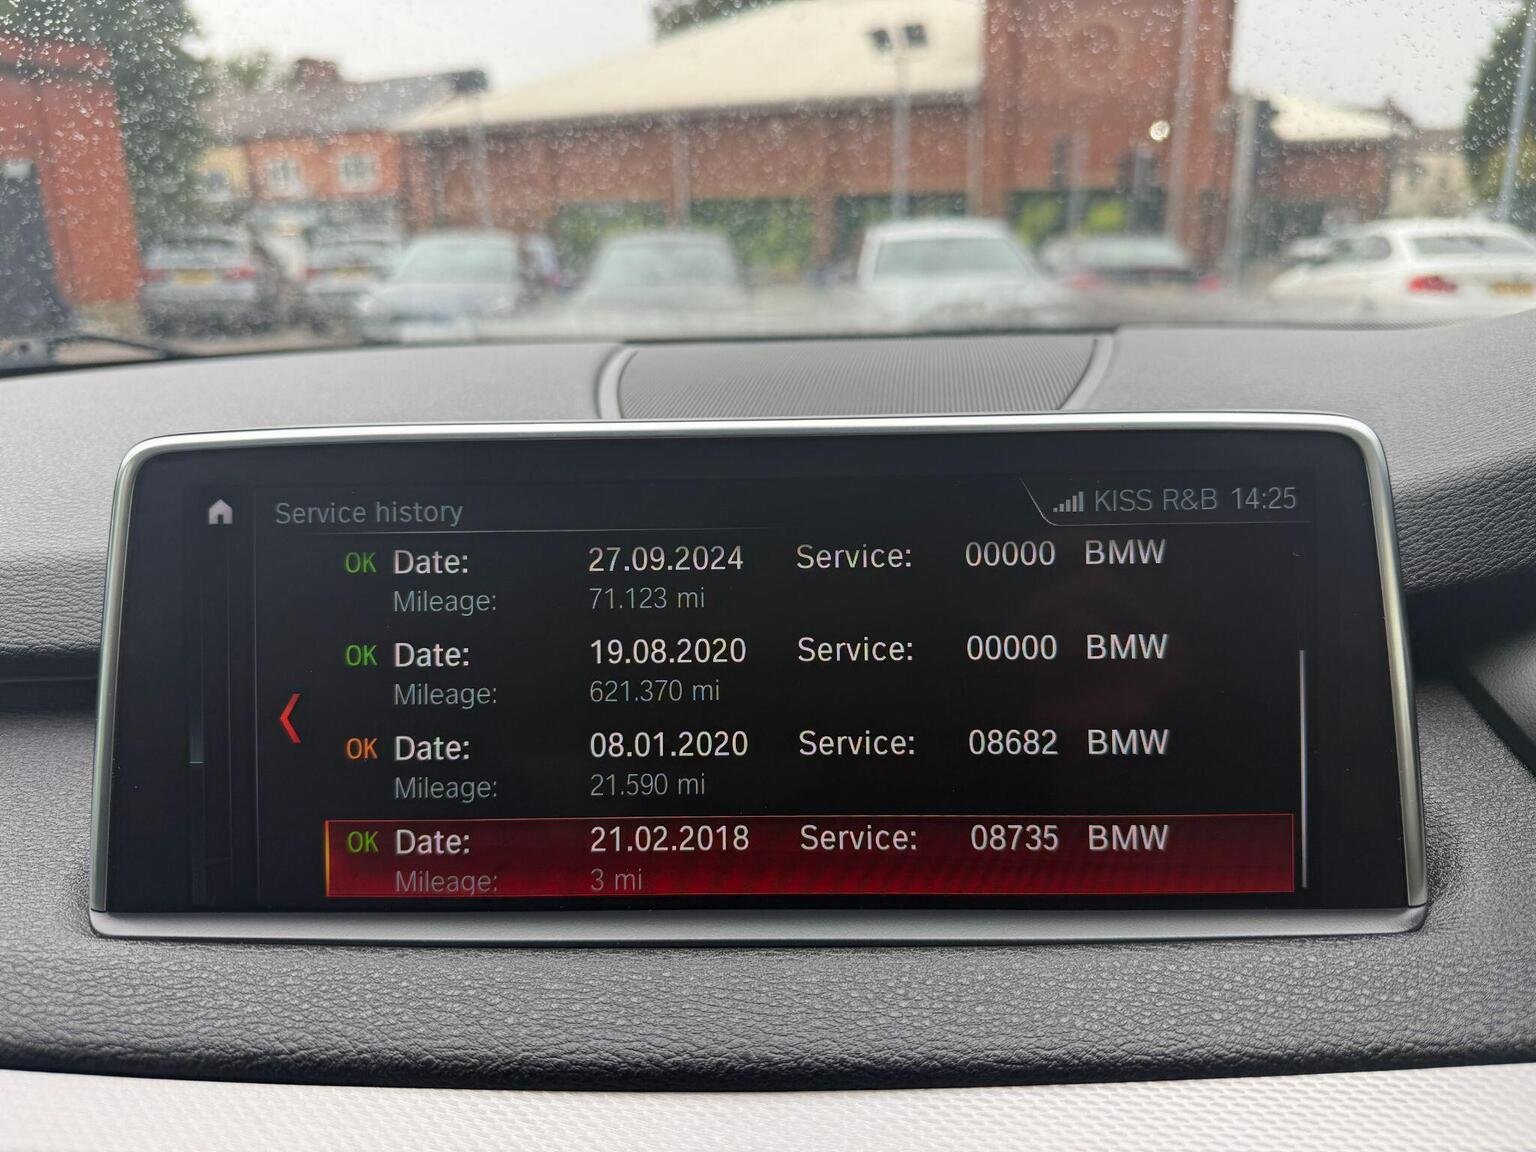 Service history
KISS R&B 14:25
OK Date: 27.09.2024 Service: 00000 BMW
Mileage: 71.123 mi
OK Date: 19.08.2020 Service: 00000 BMW
Mileage: 621.370 mi
OK Date: 08.01.2020 Service: 08682 BMW
Mileage: 21.590 mi
OK Date: 21.02.2018 Service: 08735 BMW
Mileage: 3 mi